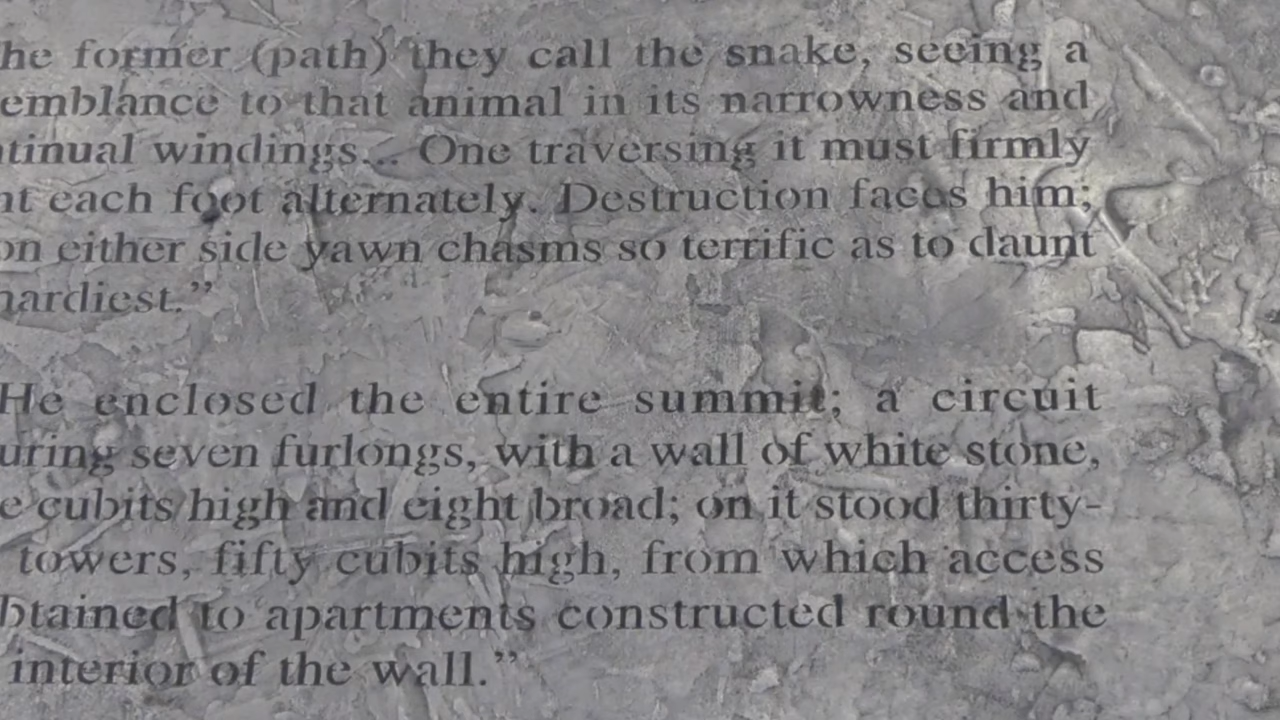 he former (path) they call the snake, seeing a
emblance to that animal in its narrowness and
tinual windings... One traversing it must firmly
nt each foot alternately. Destruction faces him;
on either side yawn chasms so terrific as to daunt
hardiest.”
He enclosed the entire summit; a circuit
uring seven furlongs, with a wall of white stone,
e cubits high and eight broad; on it stood thirty-
towers, fifty cubits high, from which access
btained to apartments constructed round the
interior of the wall.”